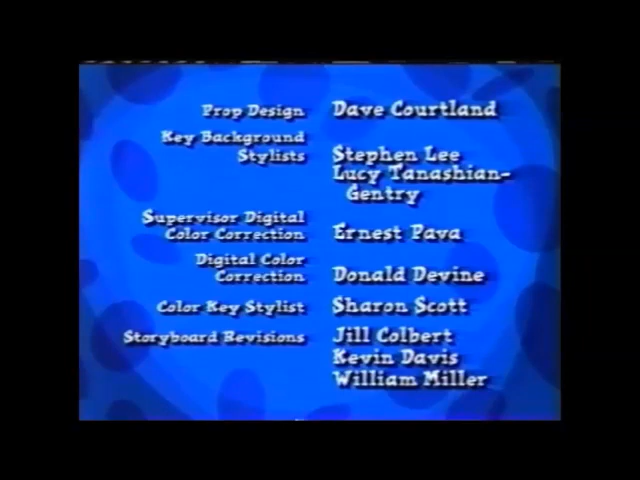 Prop Design Dave Courtland
Key Background
Stylists Stephen Lee
Lucy Tanashian-
Gentry
Supervisor Digital
Color Correction Ernest Pava
Digital Color
Correction Donald Devine
Color Key Stylist Sharon Scott
Storyboard Revisions Jill Colbert
Kevin Davis
William Miller